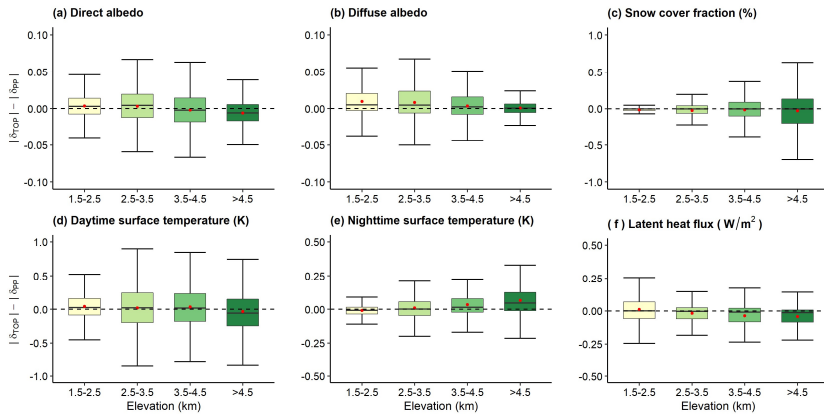 (a) Direct albedo
(b) Diffuse albedo
(c) Snow cover fraction (%)
| δTOP | − | δPP |
0.10
0.05
0.00
-0.05
-0.10
0.10
0.05
0.00
-0.05
-0.10
1.0
0.5
0.0
-0.5
-1.0
1.5-2.5 2.5-3.5 3.5-4.5 >4.5
1.5-2.5 2.5-3.5 3.5-4.5 >4.5
1.5-2.5 2.5-3.5 3.5-4.5 >4.5
(d) Daytime surface temperature (K)
(e) Nighttime surface temperature (K)
(f ) Latent heat flux ( W/m² )
| δTOP | − | δPP |
1.0
0.5
0.0
-0.5
-1.0
0.50
0.25
0.00
-0.25
-0.50
0.50
0.25
0.00
-0.25
-0.50
1.5-2.5 2.5-3.5 3.5-4.5 >4.5
1.5-2.5 2.5-3.5 3.5-4.5 >4.5
1.5-2.5 2.5-3.5 3.5-4.5 >4.5
Elevation (km)
Elevation (km)
Elevation (km)